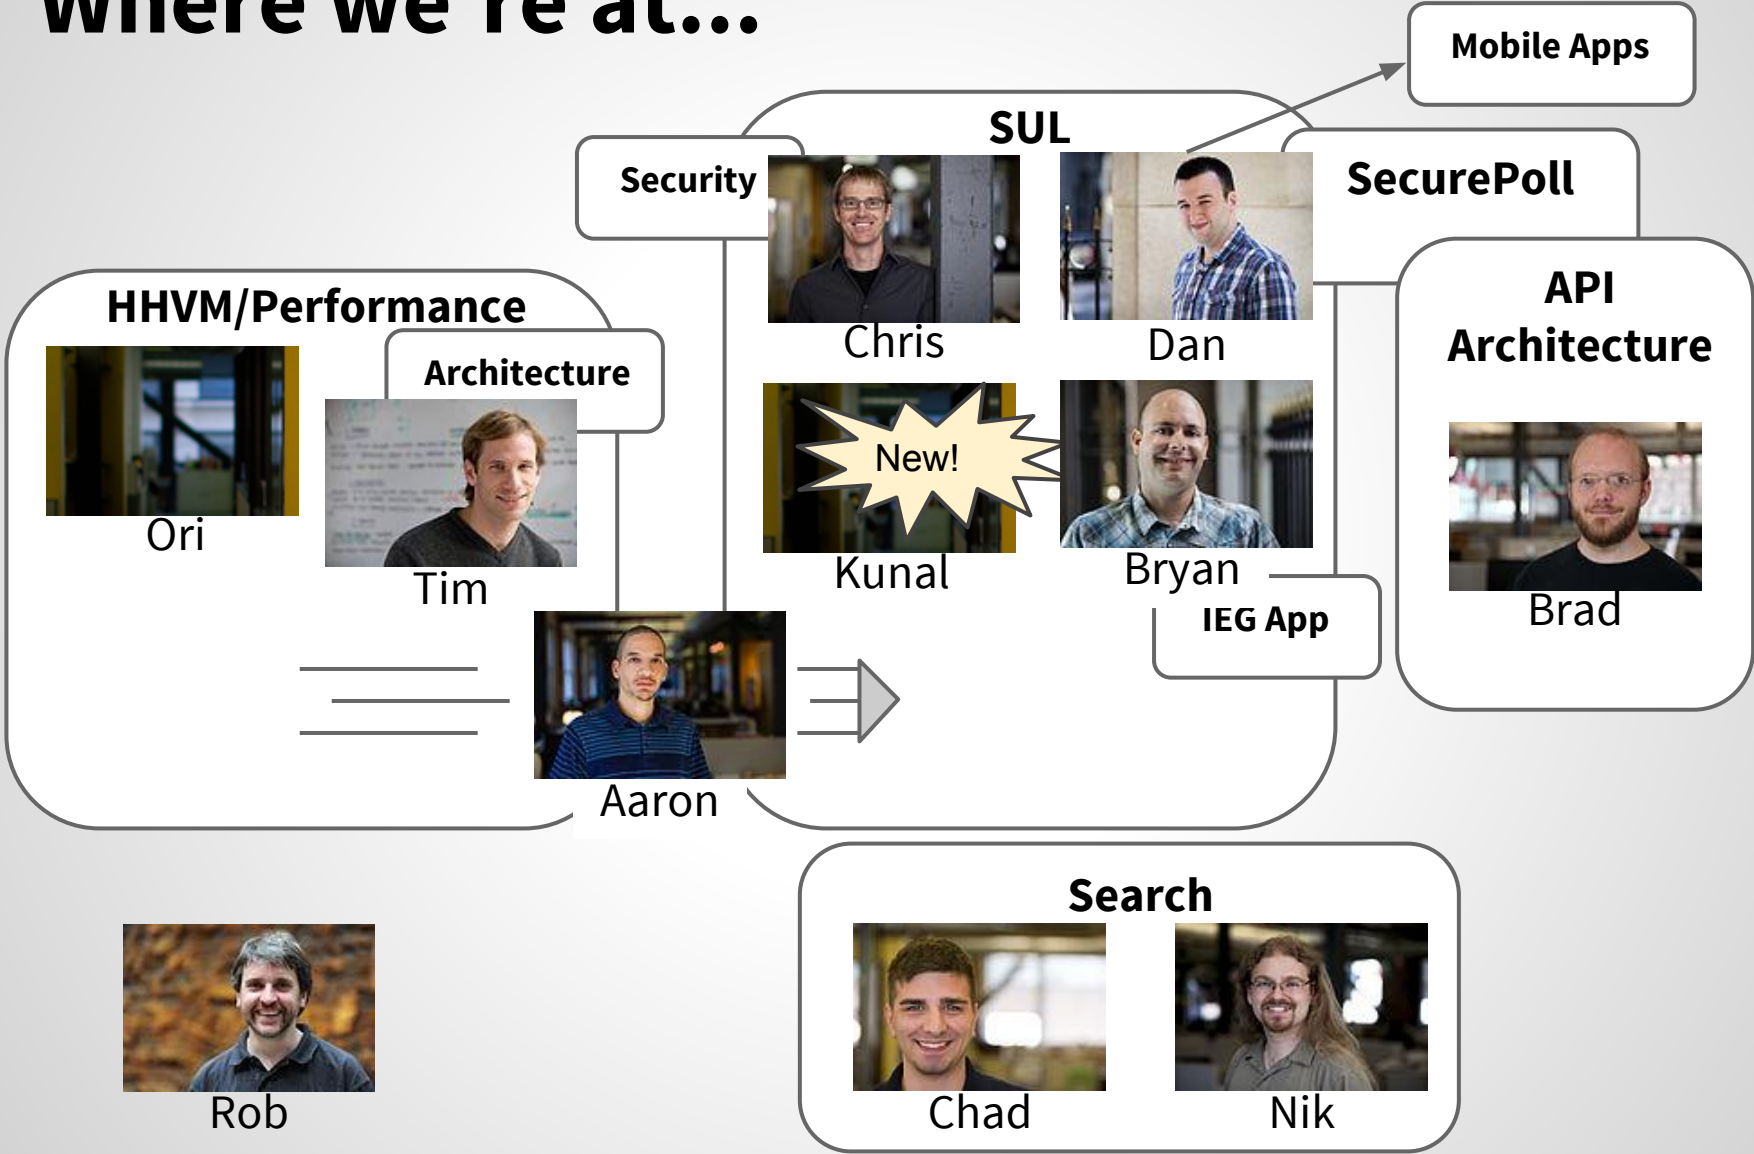 Where we're at...
Mobile Apps
SUL
Security
SecurePoll
HHVM/Performance
API
Architecture
Architecture
Chris
Dan
New!
Ori
Tim
Kunal
Bryan
IEG App
Brad
Aaron
Search
Rob
Chad
Nik